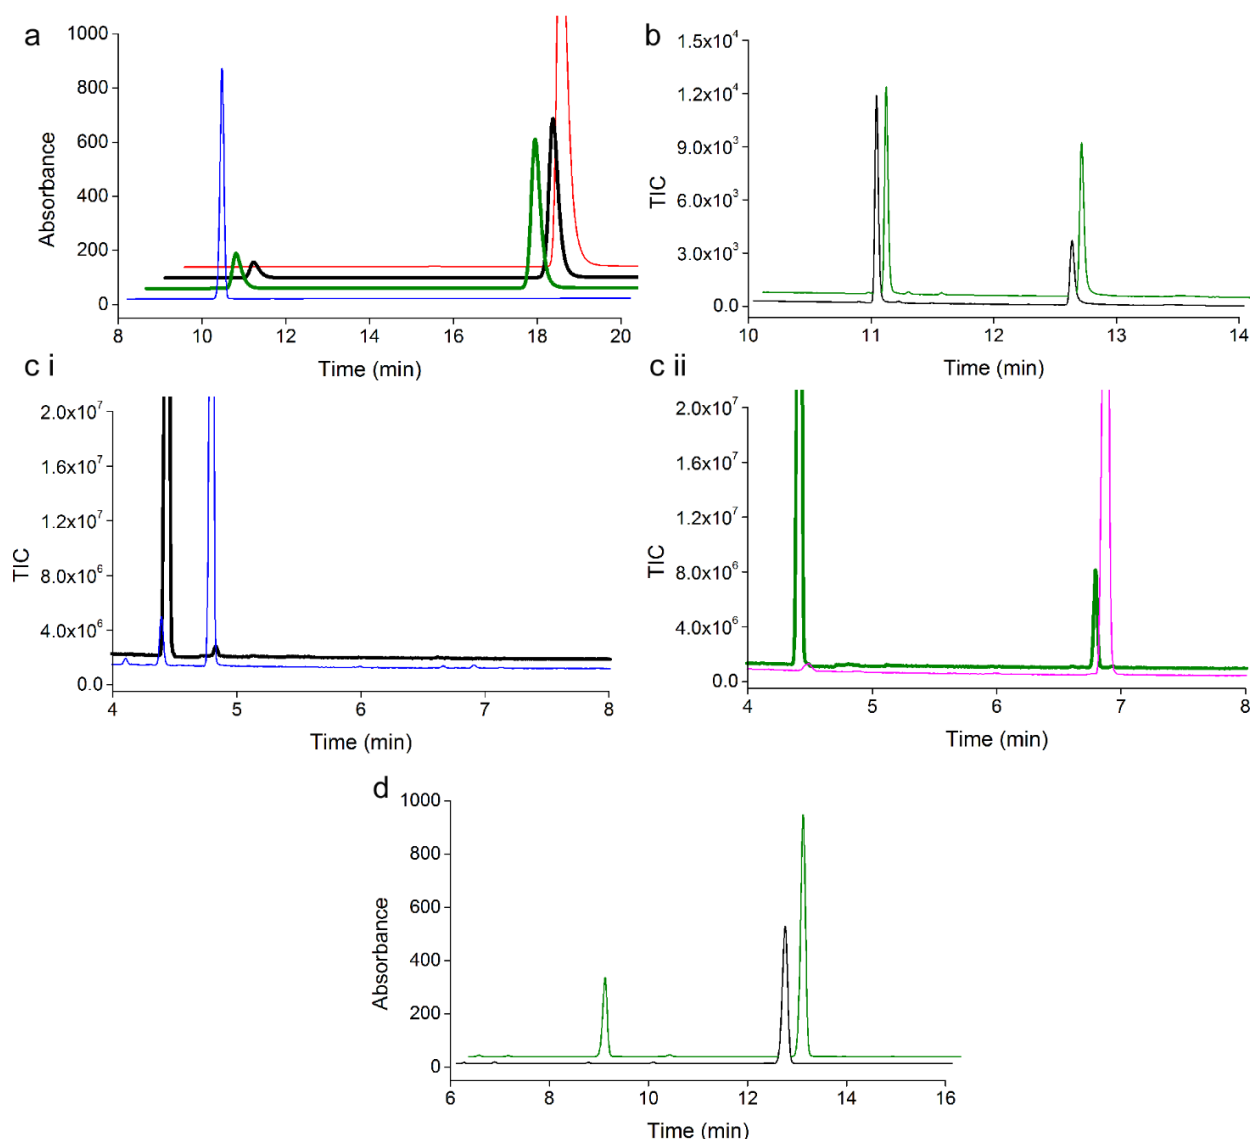 a
1000
800
600
400
200
0
Absorbance
8 10 12 14 16 18 20
Time (min)
b
1.5x10⁴
1.2x10⁴
9.0x10³
6.0x10³
3.0x10³
0.0
TIC
10 11 12 13 14
Time (min)
c i
2.0x10⁷
1.6x10⁷
1.2x10⁷
8.0x10⁶
4.0x10⁶
0.0
TIC
4 5 6 7 8
Time (min)
c ii
2.0x10⁷
1.6x10⁷
1.2x10⁷
8.0x10⁶
4.0x10⁶
0.0
TIC
4 5 6 7 8
Time (min)
d
1000
800
600
400
200
0
Absorbance
6 8 10 12 14 16
Time (min)